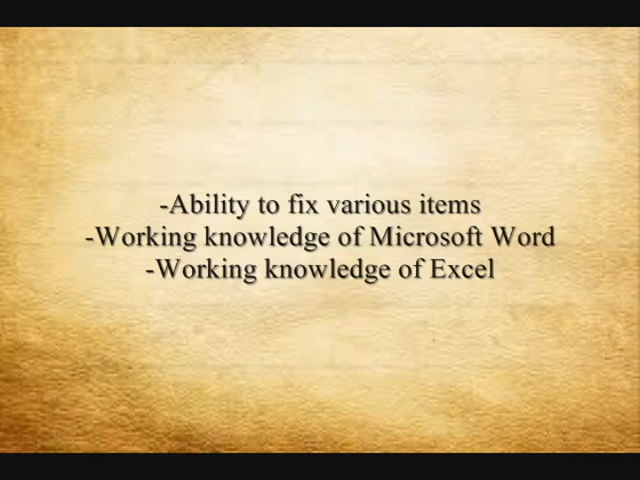 -Ability to fix various items
-Working knowledge of Microsoft Word
-Working knowledge of Excel